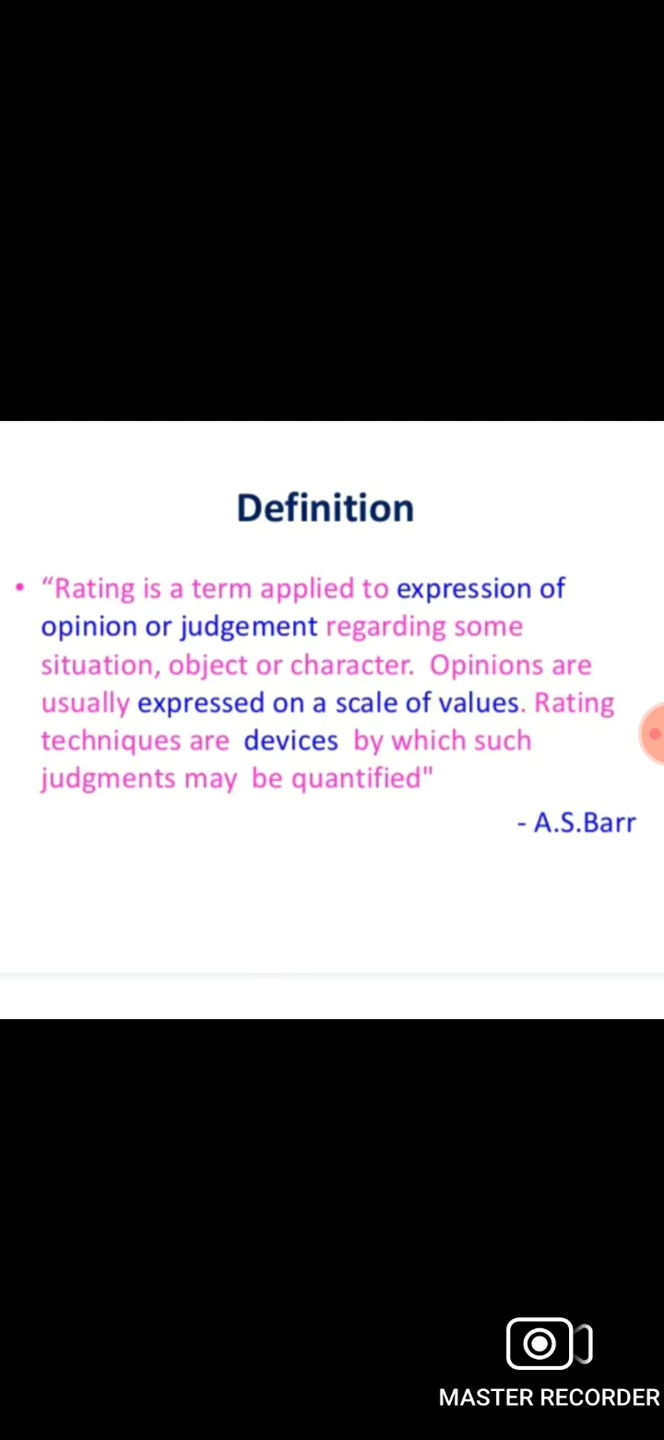 Definition
• “Rating is a term applied to expression of
opinion or judgement regarding some
situation, object or character. Opinions are
usually expressed on a scale of values. Rating
techniques are devices by which such
judgments may be quantified"
- A.S.Barr
MASTER RECORDER